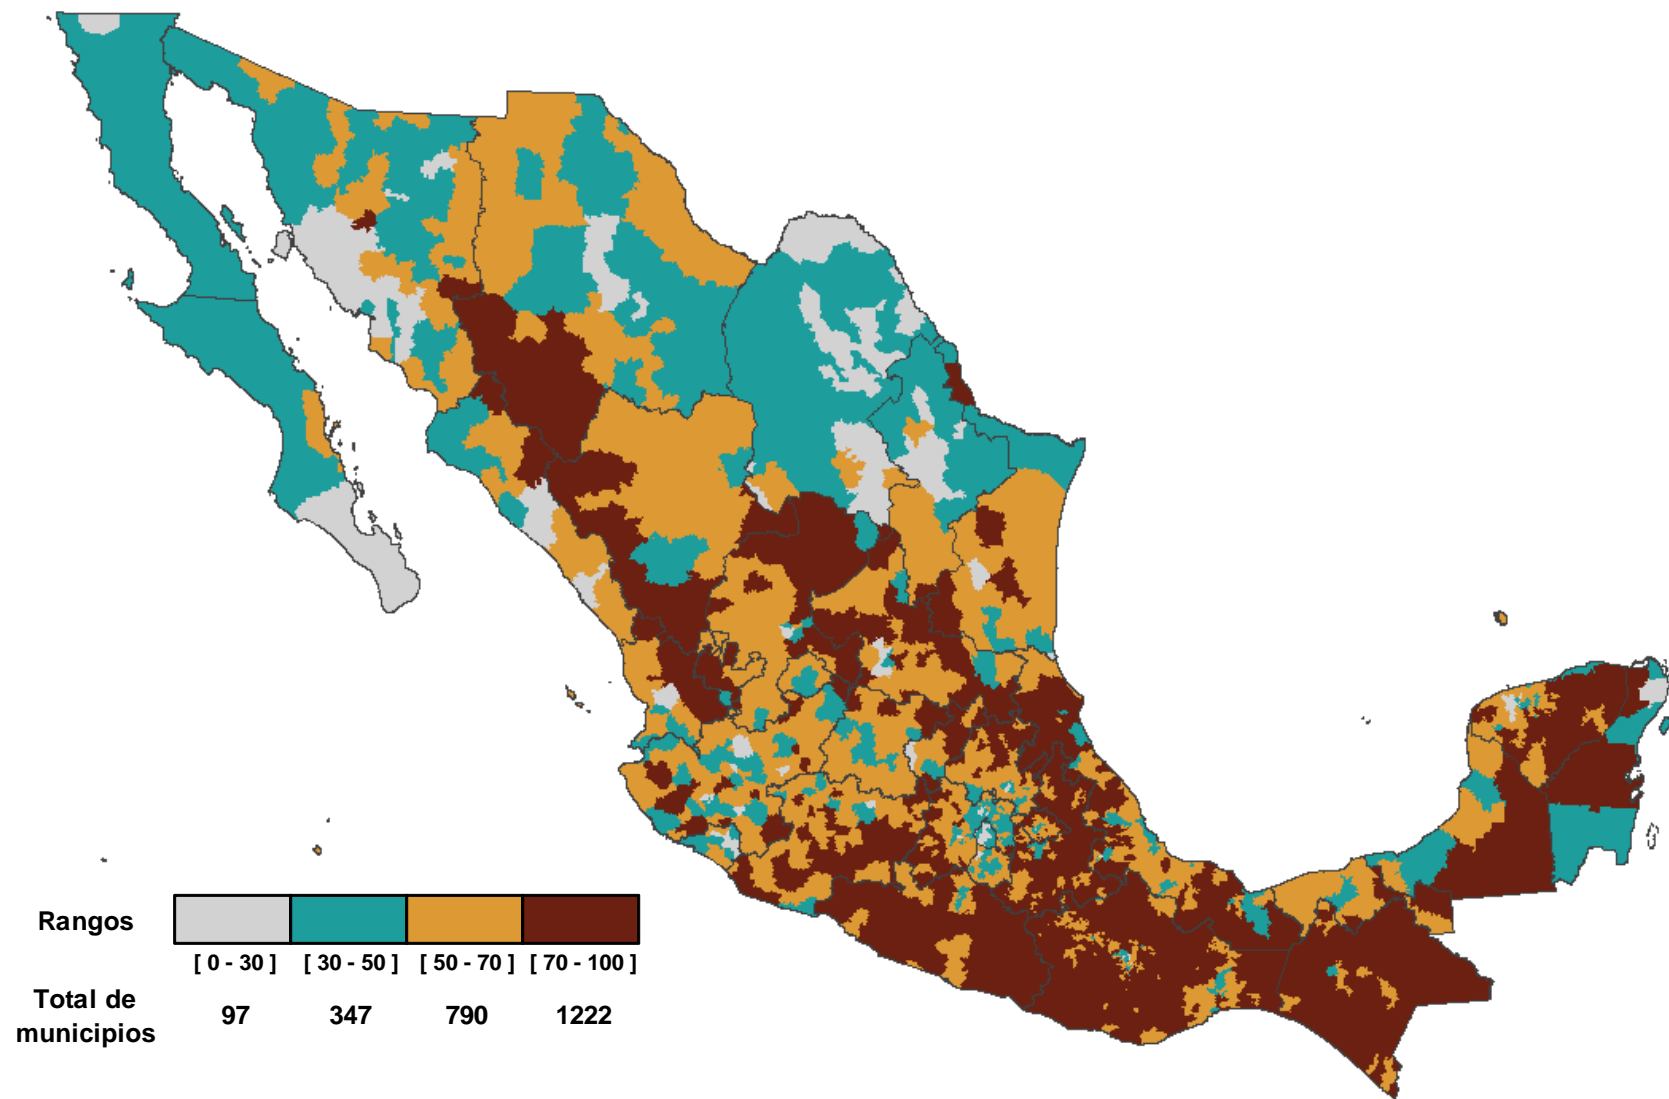 Rangos
[ 0 - 30 ] [ 30 - 50 ] [ 50 - 70 ] [ 70 - 100 ]
Total de
municipios
97 347 790 1222